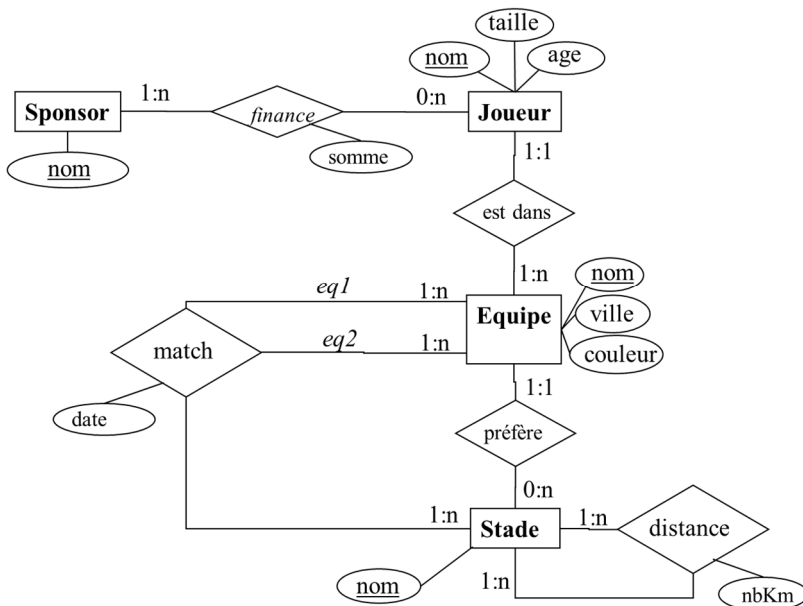 taille
nom
age
1:n
0:n
Sponsor
finance
Joueur
somme
nom
1:1
est dans
1:n
nom
eq1
1:n
Equipe
ville
match
eq2
1:n
couleur
1:1
date
préfère
0:n
1:n
Stade
1:n
distance
nom
1:n
nbKm